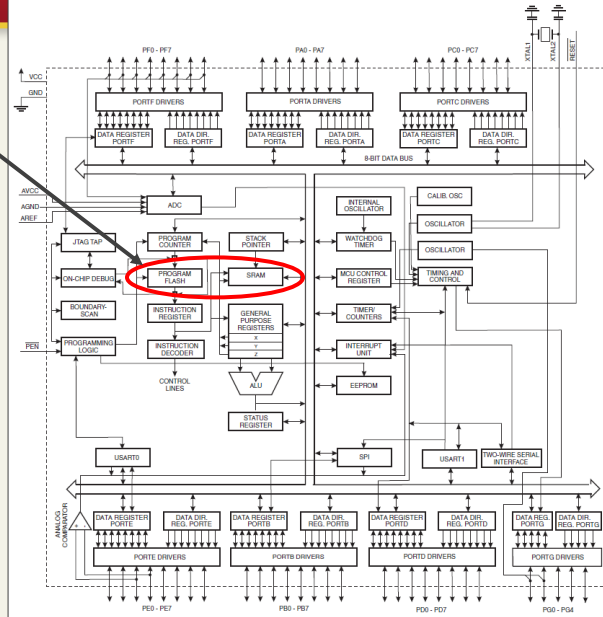 PF0 - PF7
PA0 - PA7
PC0 - PC7
XTAL1
XTAL2
RESET
VCC
GND
PORTF DRIVERS
PORTA DRIVERS
PORTC DRIVERS
DATA REGISTER
PORTF
DATA DIR.
REG. PORTF
DATA REGISTER
PORTA
DATA DIR.
REG. PORTA
DATA REGISTER
PORTC
DATA DIR.
REG. PORTC
8-BIT DATA BUS
AVCC
AGND
AREF
ADC
INTERNAL
OSCILLATOR
CALIB. OSC
OSCILLATOR
JTAG TAP
PROGRAM
COUNTER
STACK
POINTER
WATCHDOG
TIMER
OSCILLATOR
ON-CHIP DEBUG
PROGRAM
FLASH
SRAM
MCU CONTROL
REGISTER
TIMING AND
CONTROL
BOUNDARY-
SCAN
INSTRUCTION
REGISTER
GENERAL
PURPOSE
REGISTERS
X
Y
Z
TIMER/
COUNTERS
PEN
PROGRAMMING
LOGIC
INSTRUCTION
DECODER
INTERRUPT
UNIT
CONTROL
LINES
ALU
EEPROM
STATUS
REGISTER
USART0
SPI
USART1
TWO-WIRE SERIAL
INTERFACE
ANALOG
COMPARATOR
+
-
DATA REGISTER
PORTE
DATA DIR.
REG. PORTE
DATA REGISTER
PORTB
DATA DIR.
REG. PORTB
DATA REGISTER
PORTD
DATA DIR.
REG. PORTD
DATA REG.
PORTG
DATA DIR.
REG. PORTG
PORTE DRIVERS
PORTB DRIVERS
PORTD DRIVERS
PORTG DRIVERS
PE0 - PE7
PB0 - PB7
PD0 - PD7
PG0 - PG4